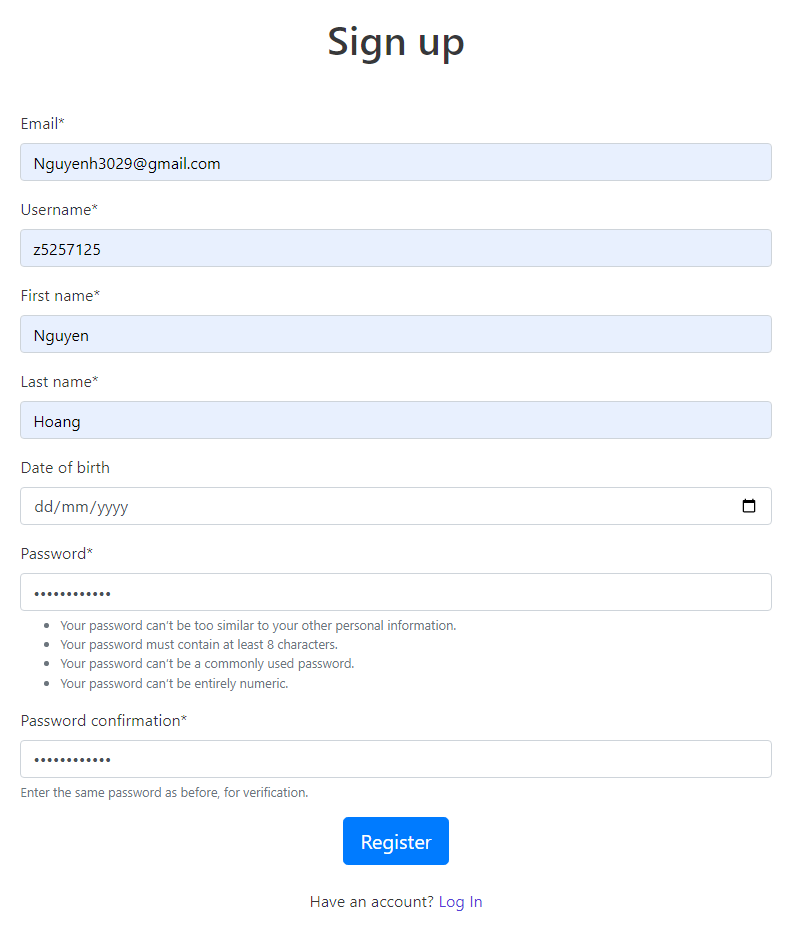 Sign up
Email*
Nguyenh3029@gmail.com
Username*
z5257125
First name*
Nguyen
Last name*
Hoang
Date of birth
dd/mm/yyyy
Password*
••••••••••••
• Your password can't be too similar to your other personal information.
• Your password must contain at least 8 characters.
• Your password can't be a commonly used password.
• Your password can't be entirely numeric.
Password confirmation*
••••••••••••
Enter the same password as before, for verification.
Register
Have an account? Log In